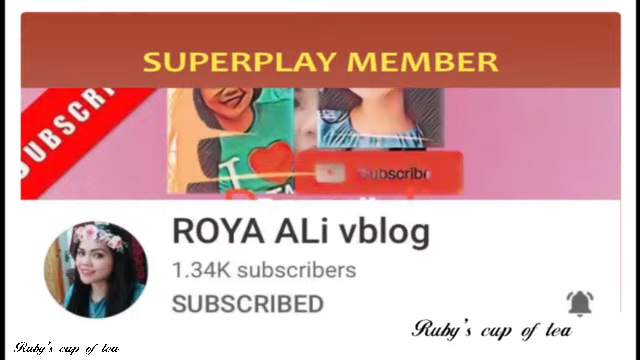 SUPERPLAY MEMBER
SUBSCRI
I
Subscribe
ROYA ALi vblog
1.34K subscribers
SUBSCRIBED
Ruby's cup of tea
Ruby's cup of tea